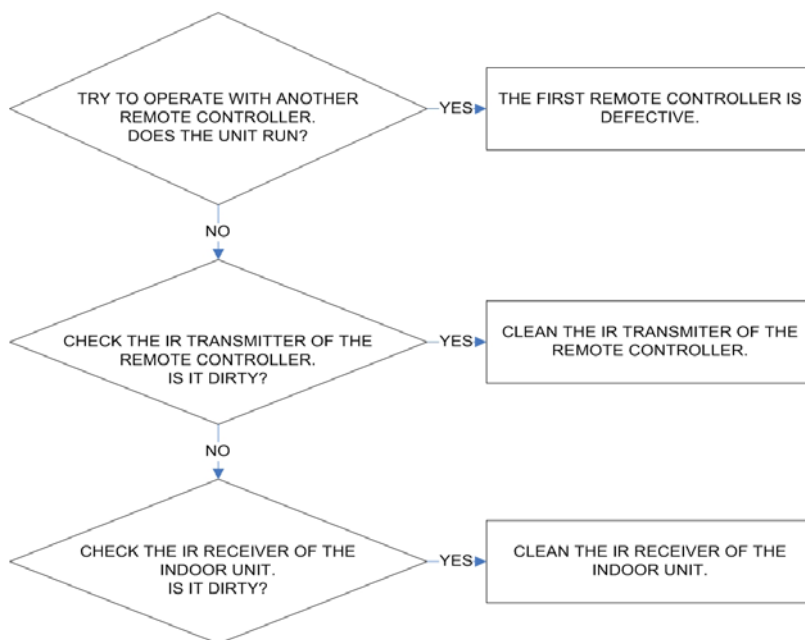 TRY TO OPERATE WITH ANOTHER
REMOTE CONTROLLER.
DOES THE UNIT RUN?
YES
THE FIRST REMOTE CONTROLLER IS
DEFECTIVE.
NO
CHECK THE IR TRANSMITTER OF THE
REMOTE CONTROLLER.
IS IT DIRTY?
YES
CLEAN THE IR TRANSMITER OF THE
REMOTE CONTROLLER.
NO
CHECK THE IR RECEIVER OF THE
INDOOR UNIT.
IS IT DIRTY?
YES
CLEAN THE IR RECEIVER OF THE
INDOOR UNIT.